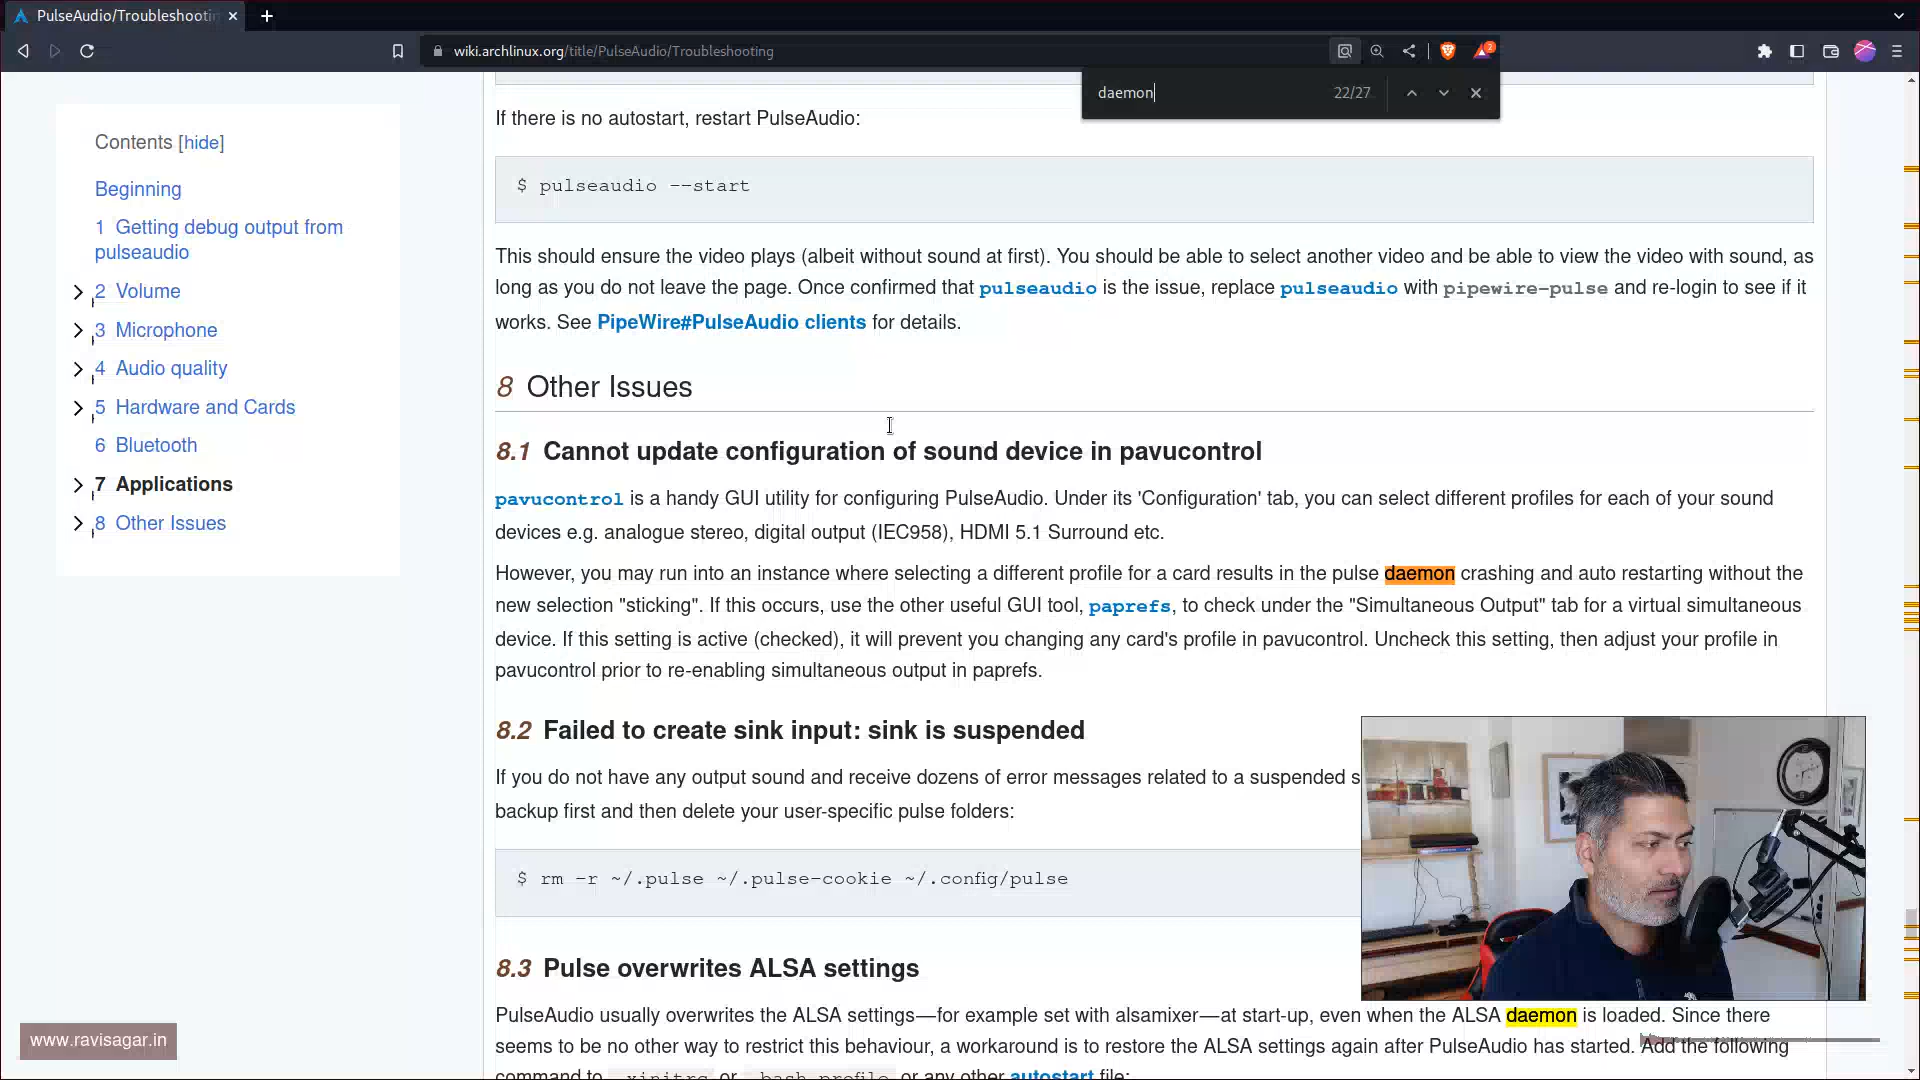 PulseAudio/Troubleshootin
wiki.archlinux.org/title/PulseAudio/Troubleshooting
2
daemon
22/27
Contents [hide]
Beginning
1 Getting debug output from
pulseaudio
2 Volume
3 Microphone
4 Audio quality
5 Hardware and Cards
6 Bluetooth
7 Applications
8 Other Issues
If there is no autostart, restart PulseAudio:
$ pulseaudio --start
This should ensure the video plays (albeit without sound at first). You should be able to select another video and be able to view the video with sound, as
long as you do not leave the page. Once confirmed that pulseaudio is the issue, replace pulseaudio with pipewire-pulse and re-login to see if it
works. See PipeWire#PulseAudio clients for details.
8 Other Issues
8.1 Cannot update configuration of sound device in pavucontrol
pavucontrol is a handy GUI utility for configuring PulseAudio. Under its 'Configuration' tab, you can select different profiles for each of your sound
devices e.g. analogue stereo, digital output (IEC958), HDMI 5.1 Surround etc.
However, you may run into an instance where selecting a different profile for a card results in the pulse daemon crashing and auto restarting without the
new selection "sticking". If this occurs, use the other useful GUI tool, paprefs, to check under the "Simultaneous Output" tab for a virtual simultaneous
device. If this setting is active (checked), it will prevent you changing any card's profile in pavucontrol. Uncheck this setting, then adjust your profile in
pavucontrol prior to re-enabling simultaneous output in paprefs.
8.2 Failed to create sink input: sink is suspended
If you do not have any output sound and receive dozens of error messages related to a suspended s
backup first and then delete your user-specific pulse folders:
$ rm -r ~/.pulse ~/.pulse-cookie ~/.config/pulse
8.3 Pulse overwrites ALSA settings
PulseAudio usually overwrites the ALSA settings—for example set with alsamixer—at start-up, even when the ALSA daemon is loaded. Since there
seems to be no other way to restrict this behaviour, a workaround is to restore the ALSA settings again after PulseAudio has started. Add the following
command to .xinitrc or .bash_profile or any other autostart file:
www.ravisagar.in